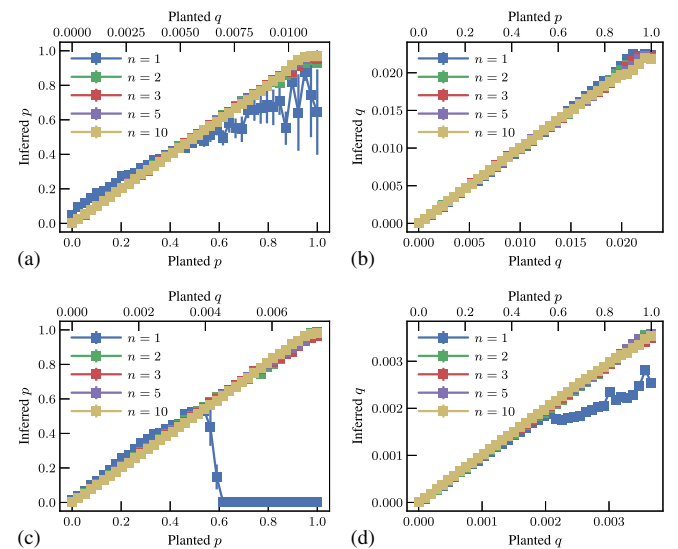 Planted q
0.0000 0.0025 0.0050 0.0075 0.0100
1.0
0.8
0.6
0.4
0.2
0.0
Inferred p
n = 1
n = 2
n = 3
n = 5
n = 10
0.0 0.2 0.4 0.6 0.8 1.0
Planted p
(a)
Planted p
0.0 0.2 0.4 0.6 0.8 1.0
0.020
0.015
0.010
0.005
0.000
Inferred q
n = 1
n = 2
n = 3
n = 5
n = 10
0.000 0.005 0.010 0.015 0.020
Planted q
(b)
Planted q
0.000 0.002 0.004 0.006
1.0
0.8
0.6
0.4
0.2
0.0
Inferred p
n = 1
n = 2
n = 3
n = 5
n = 10
0.0 0.2 0.4 0.6 0.8 1.0
Planted p
(c)
Planted p
0.0 0.2 0.4 0.6 0.8 1.0
0.003
0.002
0.001
0.000
Inferred q
n = 1
n = 2
n = 3
n = 5
n = 10
0.000 0.001 0.002 0.003
Planted q
(d)